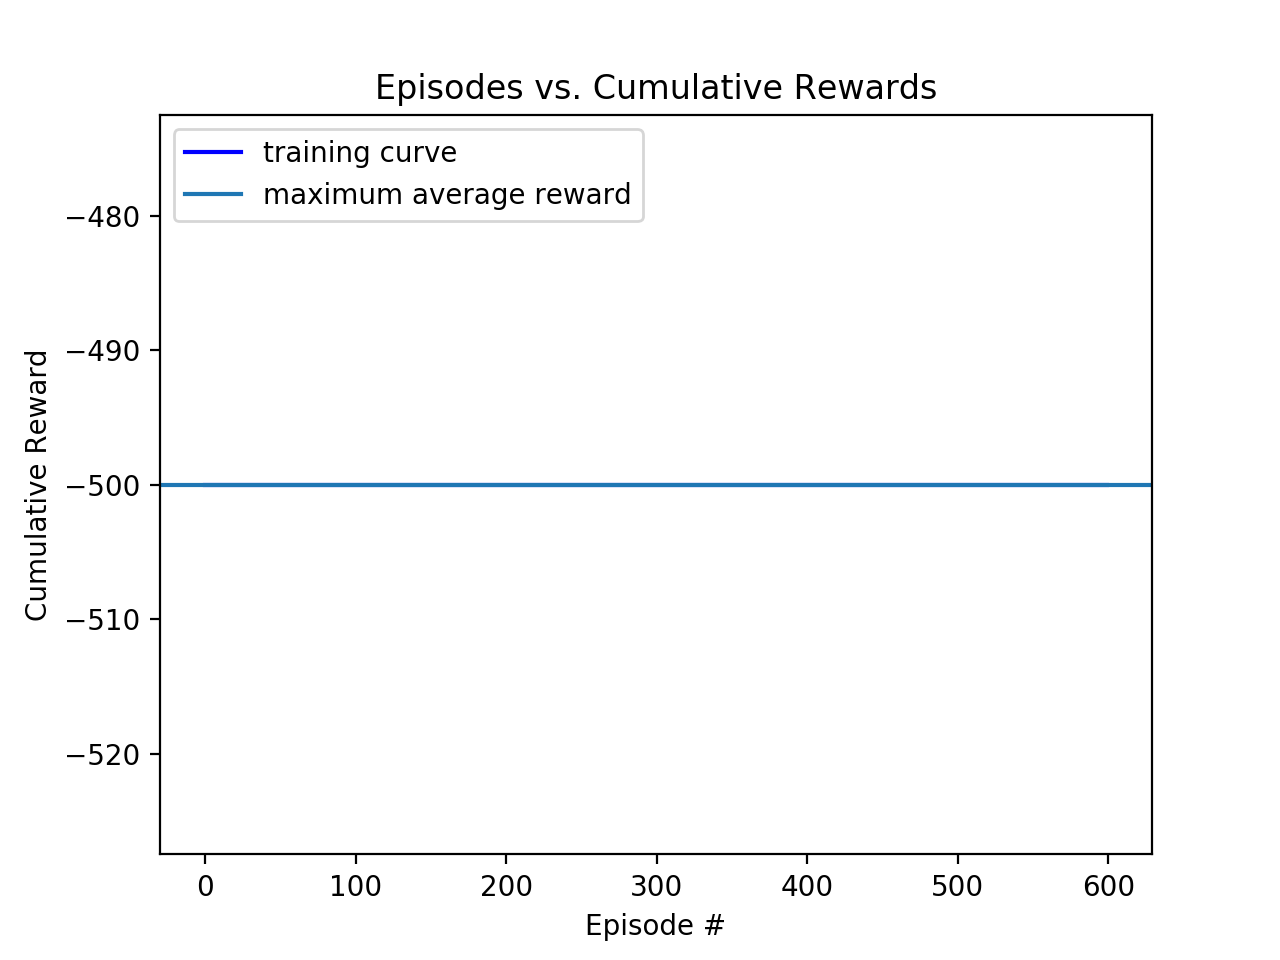 Episodes vs. Cumulative Rewards
training curve
maximum average reward
Cumulative Reward
−480
−490
−500
−510
−520
0 100 200 300 400 500 600
Episode #